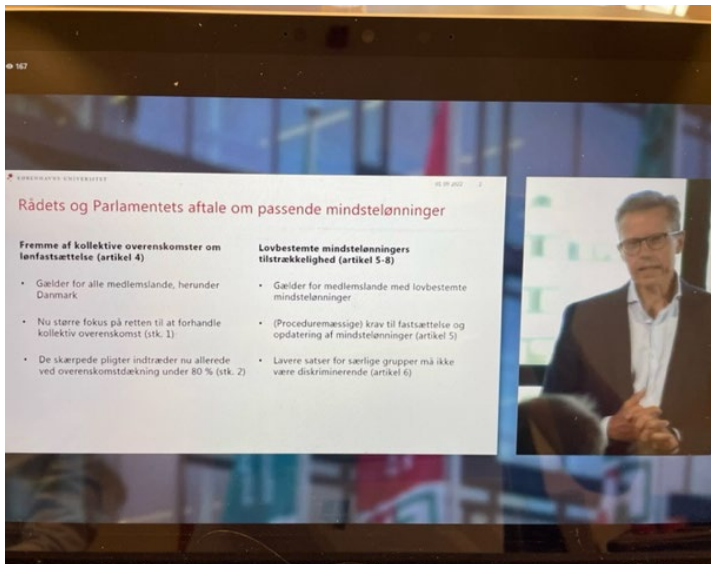 167
KØBENHAVNS UNIVERSITET
2
Rådets og Parlamentets aftale om passende mindstelønninger
Fremme af kollektive overenskomster om
lønfastsættelse (artikel 4)
• Gælder for alle medlemslande, herunder
Danmark
• Nu større fokus på retten til at forhandle
kollektiv overenskomst (stk. 1)
• De skærpede pligter indtræder nu allerede
ved overenskomstdækning under 80 % (stk. 2)
Lovbestemte mindstelønningers
tilstrækkelighed (artikel 5-8)
• Gælder for medlemslande med lovbestemte
mindstelønninger
• (Proceduremæssige) krav til fastsættelse og
opdatering af mindstelønninger (artikel 5)
• Lavere satser for særlige grupper må ikke
være diskriminerende (artikel 6)